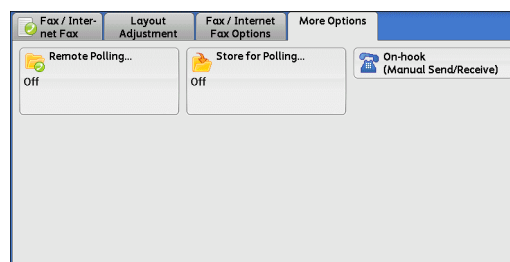 Fax / Inter-
net Fax
Layout
Adjustment
Fax / Internet
Fax Options
More Options
Remote Polling...
Off
Store for Polling...
Off
On-hook
(Manual Send/Receive)